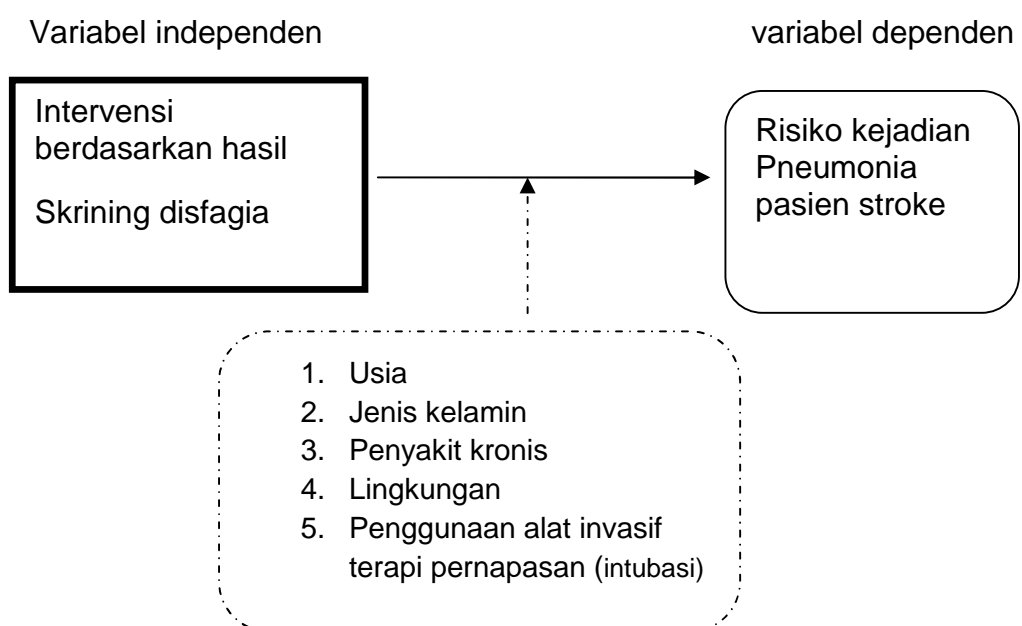 Variabel independen
variabel dependen
Intervensi
berdasarkan hasil
Skrining disfagia
Risiko kejadian
Pneumonia
pasien stroke
1. Usia
2. Jenis kelamin
3. Penyakit kronis
4. Lingkungan
5. Penggunaan alat invasif
terapi pernapasan (intubasi)